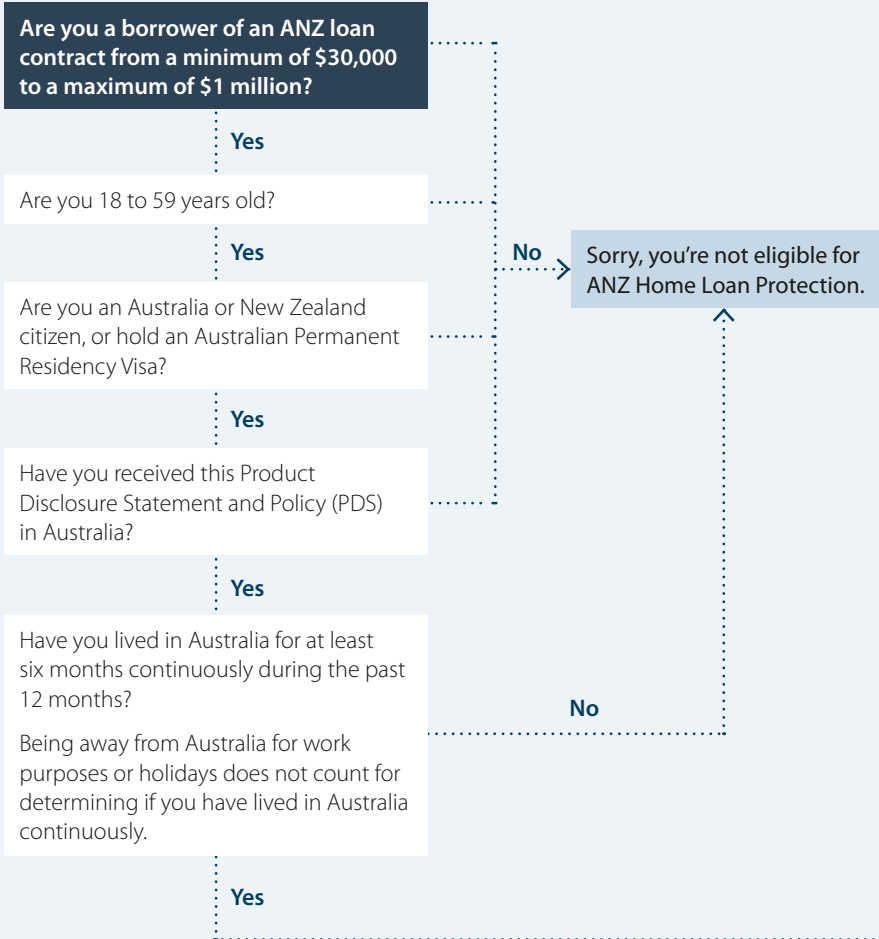 Are you a borrower of an ANZ loan
contract from a minimum of $30,000
to a maximum of $1 million?
Yes
Are you 18 to 59 years old?
Yes
No
Sorry, you’re not eligible for
ANZ Home Loan Protection.
Are you an Australia or New Zealand
citizen, or hold an Australian Permanent
Residency Visa?
Yes
Have you received this Product
Disclosure Statement and Policy (PDS)
in Australia?
Yes
Have you lived in Australia for at least
six months continuously during the past
12 months?
Being away from Australia for work
purposes or holidays does not count for
determining if you have lived in Australia
continuously.
No
Yes